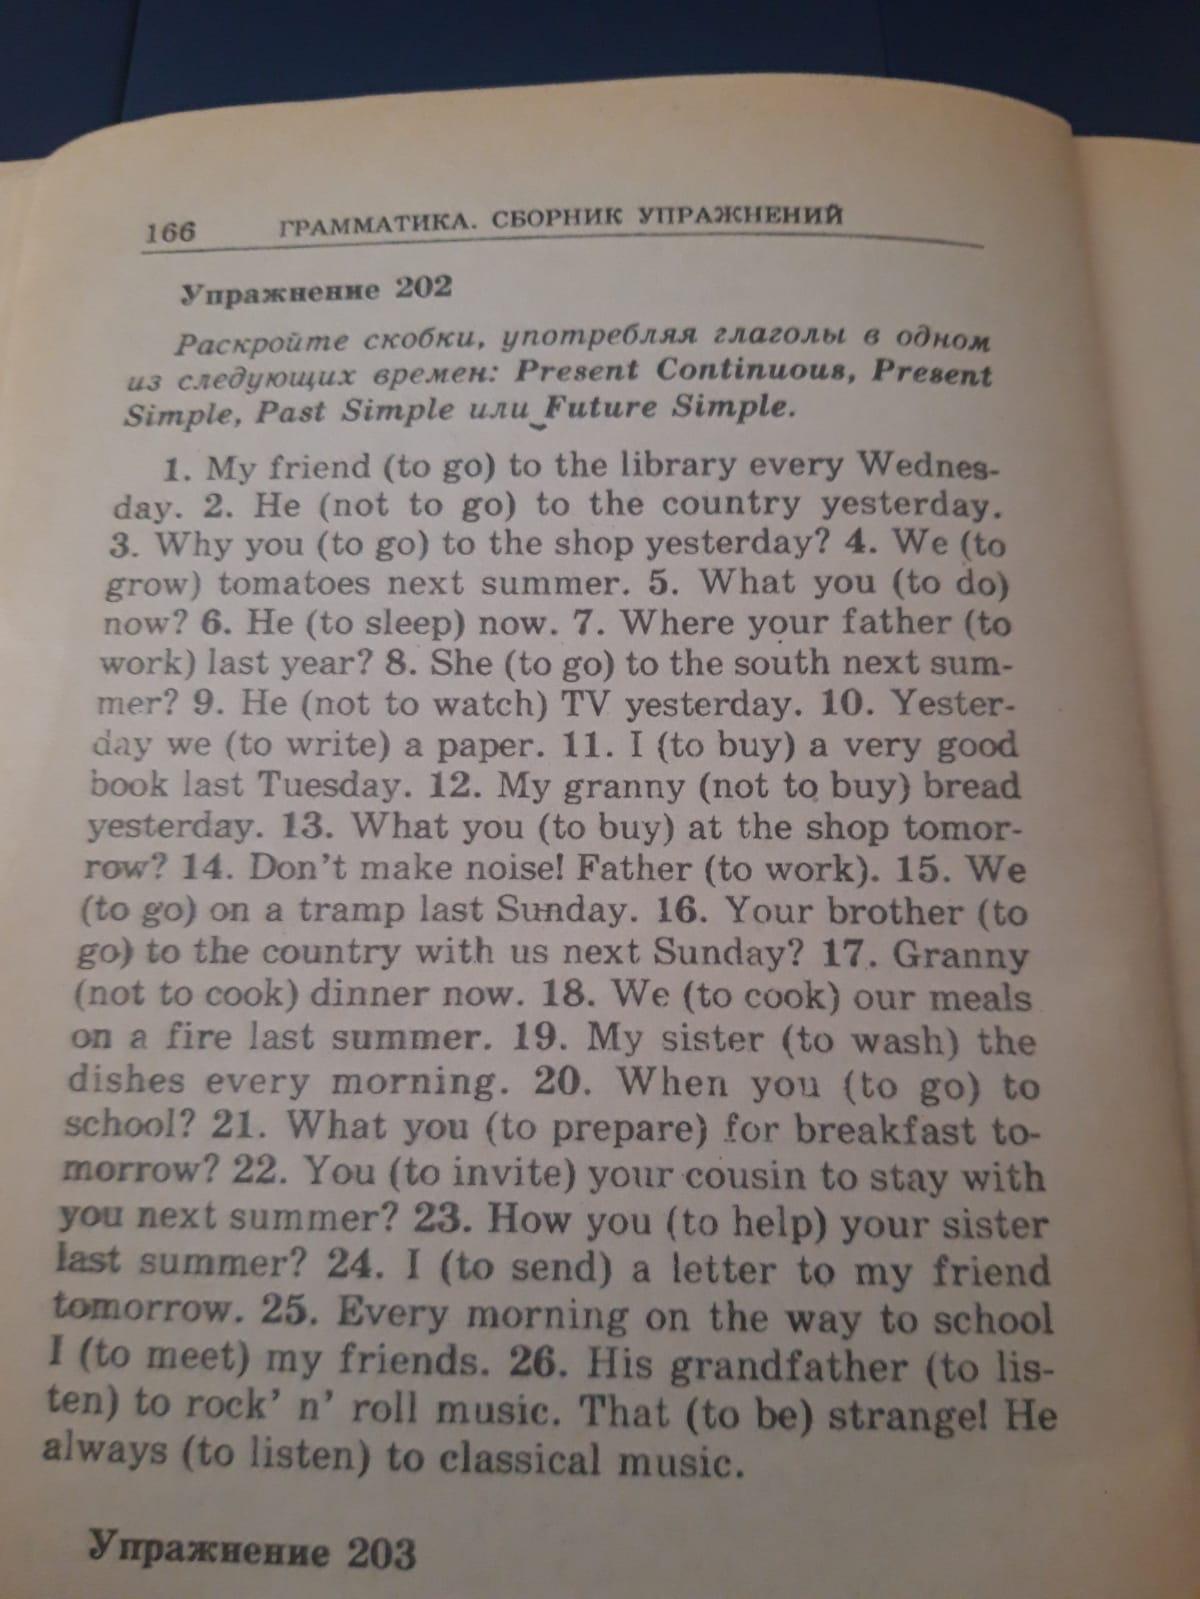 166 ГРАММАТИКА. СБОРНИК УПРАЖНЕНИЙ
Упражнение 202
Раскройте скобки, употребляя глаголы в одном
из следующих времен: Present Continuous, Present
Simple, Past Simple или Future Simple.
1. My friend (to go) to the library every Wednes-
day. 2. He (not to go) to the country yesterday.
3. Why you (to go) to the shop yesterday? 4. We (to
grow) tomatoes next summer. 5. What you (to do)
now? 6. He (to sleep) now. 7. Where your father (to
work) last year? 8. She (to go) to the south next sum-
mer? 9. He (not to watch) TV yesterday. 10. Yester-
day we (to write) a paper. 11. I (to buy) a very good
book last Tuesday. 12. My granny (not to buy) bread
yesterday. 13. What you (to buy) at the shop tomor-
row? 14. Don't make noise! Father (to work). 15. We
(to go) on a tramp last Sunday. 16. Your brother (to
go) to the country with us next Sunday? 17. Granny
(not to cook) dinner now. 18. We (to cook) our meals
on a fire last summer. 19. My sister (to wash) the
dishes every morning. 20. When you (to go) to
school? 21. What you (to prepare) for breakfast to-
morrow? 22. You (to invite) your cousin to stay with
you next summer? 23. How you (to help) your sister
last summer? 24. I (to send) a letter to my friend
tomorrow. 25. Every morning on the way to school
I (to meet) my friends. 26. His grandfather (to lis-
ten) to rock' n' roll music. That (to be) strange! He
always (to listen) to classical music.
Упражнение 203